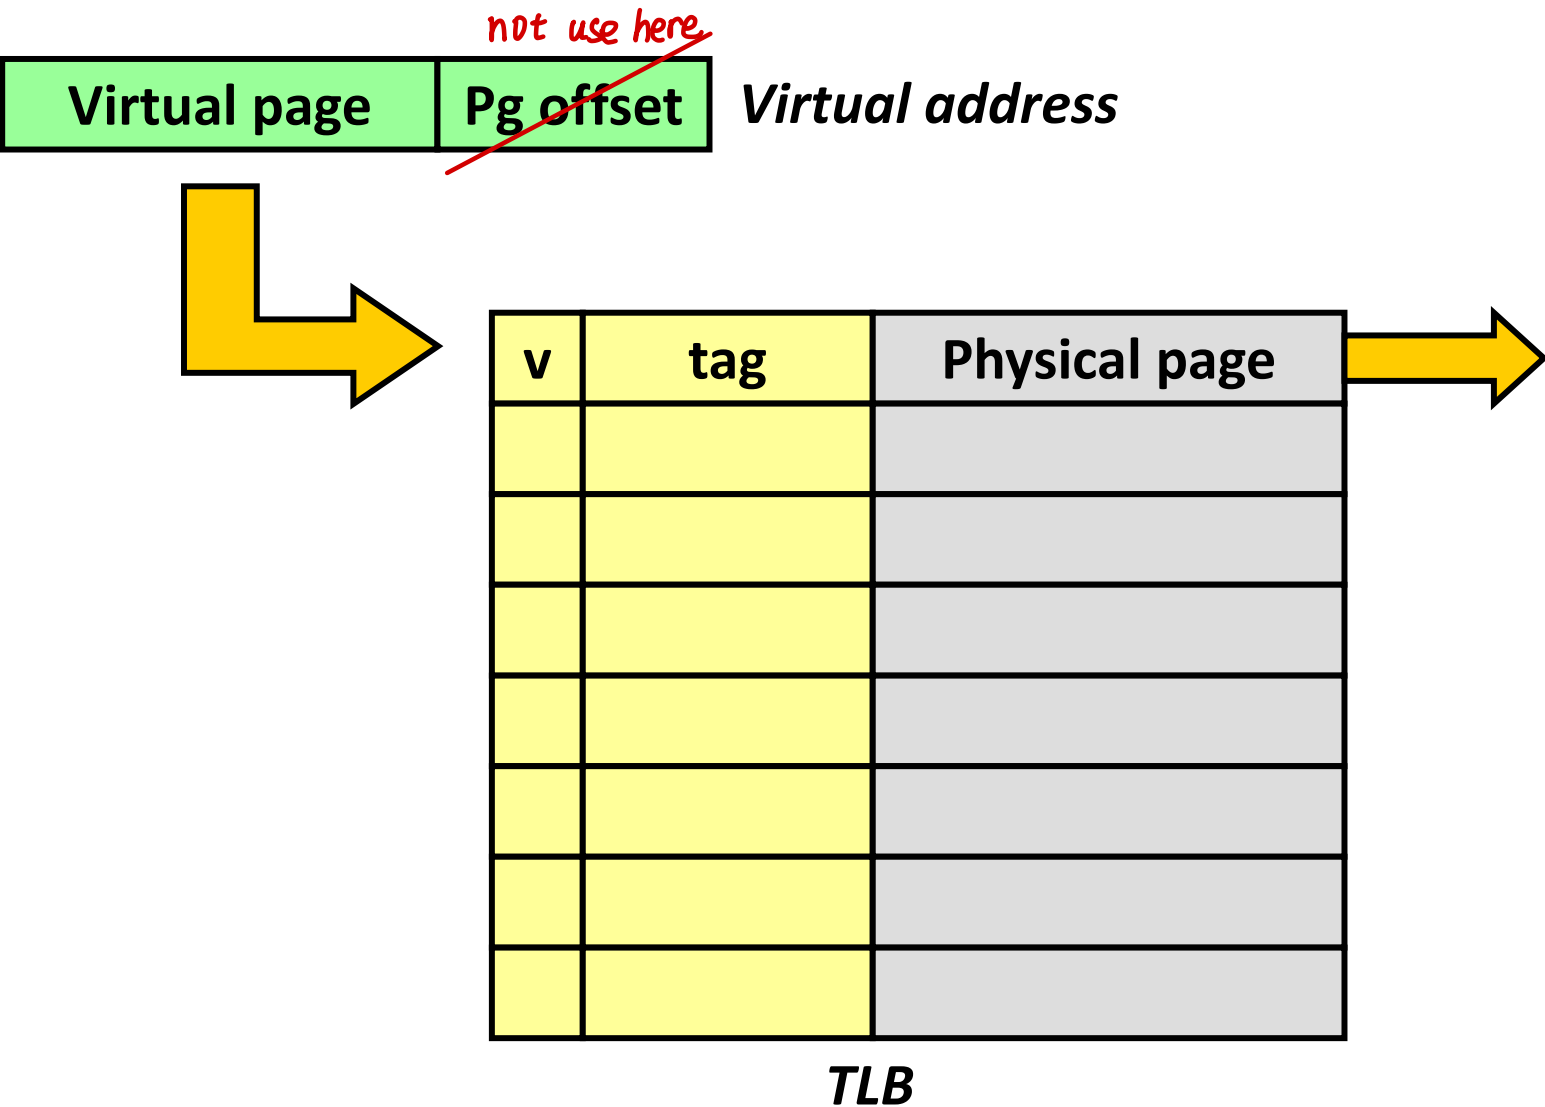 not use here
Virtual page Pg offset Virtual address
v tag Physical page
TLB